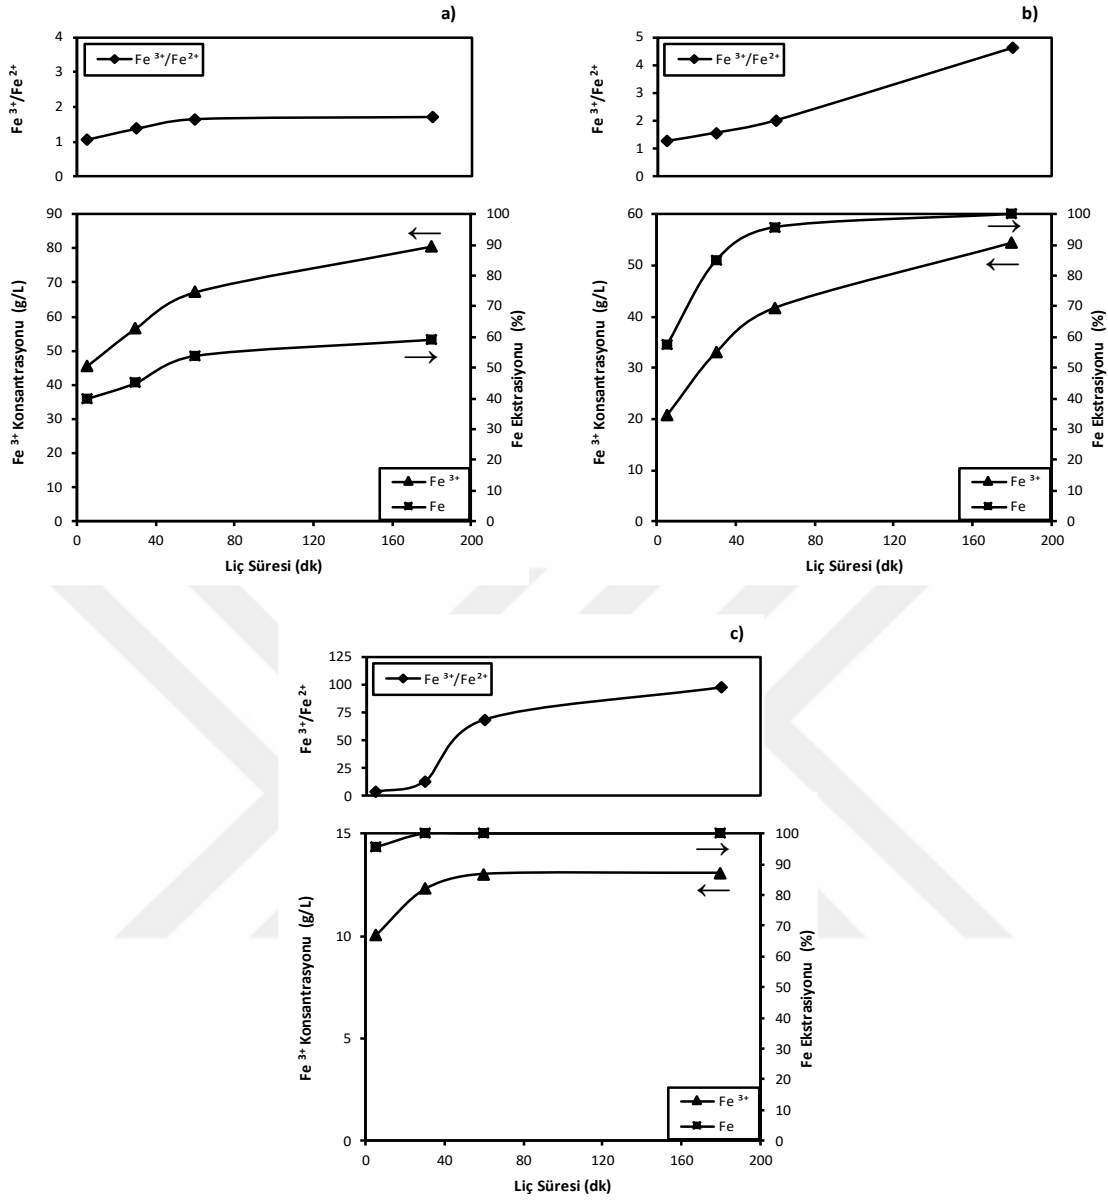 a)
Fe ³⁺/Fe²⁺
4
3
2
1
0
Fe ³⁺/Fe ²⁺
90
80
70
60
50
40
30
20
10
0
Fe ³⁺ Konsantrasyonu (g/L)
100
90
80
70
60
50
40
30
20
10
0
Fe Ekstrasiyonu (%)
←
→
Fe ³⁺
Fe
0 40 80 120 160 200
Liç Süresi (dk)
b)
Fe ³⁺/Fe²⁺
5
4
3
2
1
0
Fe ³⁺/Fe ²⁺
60
50
40
30
20
10
0
Fe ³⁺ Konsantrasyonu (g/L)
100
90
80
70
60
50
40
30
20
10
0
Fe Ekstrasiyonu (%)
→
←
Fe ³⁺
Fe
0 40 80 120 160 200
Liç Süresi (dk)
c)
Fe ³⁺/Fe²⁺
125
100
75
50
25
0
Fe ³⁺/Fe ²⁺
15
10
5
0
Fe ³⁺ Konsantrasyonu (g/L)
100
90
80
70
60
50
40
30
20
10
0
Fe Ekstrasiyonu (%)
→
←
Fe ³⁺
Fe
0 40 80 120 160 200
Liç Süresi (dk)